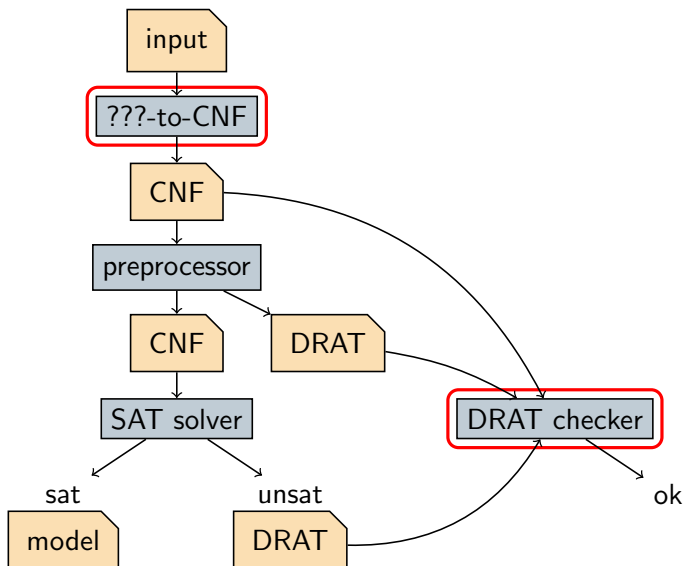 input
???-to-CNF
CNF
preprocessor
CNF
DRAT
SAT solver
DRAT checker
sat
unsat
ok
model
DRAT